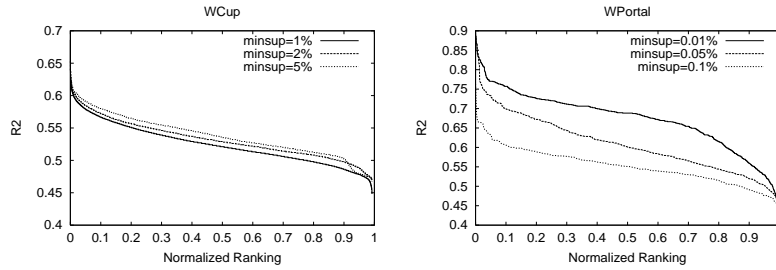 WCup
0.7
0.65
0.6
0.55
0.5
0.45
0.4
R2
0 0.1 0.2 0.3 0.4 0.5 0.6 0.7 0.8 0.9 1
Normalized Ranking
minsup=1%
minsup=2%
minsup=5%
WPortal
0.9
0.85
0.8
0.75
0.7
0.65
0.6
0.55
0.5
0.45
0.4
R2
0 0.1 0.2 0.3 0.4 0.5 0.6 0.7 0.8 0.9
Normalized Ranking
minsup=0.01%
minsup=0.05%
minsup=0.1%